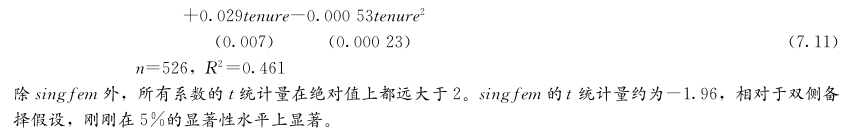 +0.029tenure−0.000 53tenure²
(0.007) (0.000 23) (7.11)
n=526, R²=0.461
除 singfem 外，所有系数的 t 统计量在绝对值上都远大于 2。singfem 的 t 统计量约为−1.96，相对于双侧备
择假设，刚刚在 5%的显著性水平上显著。